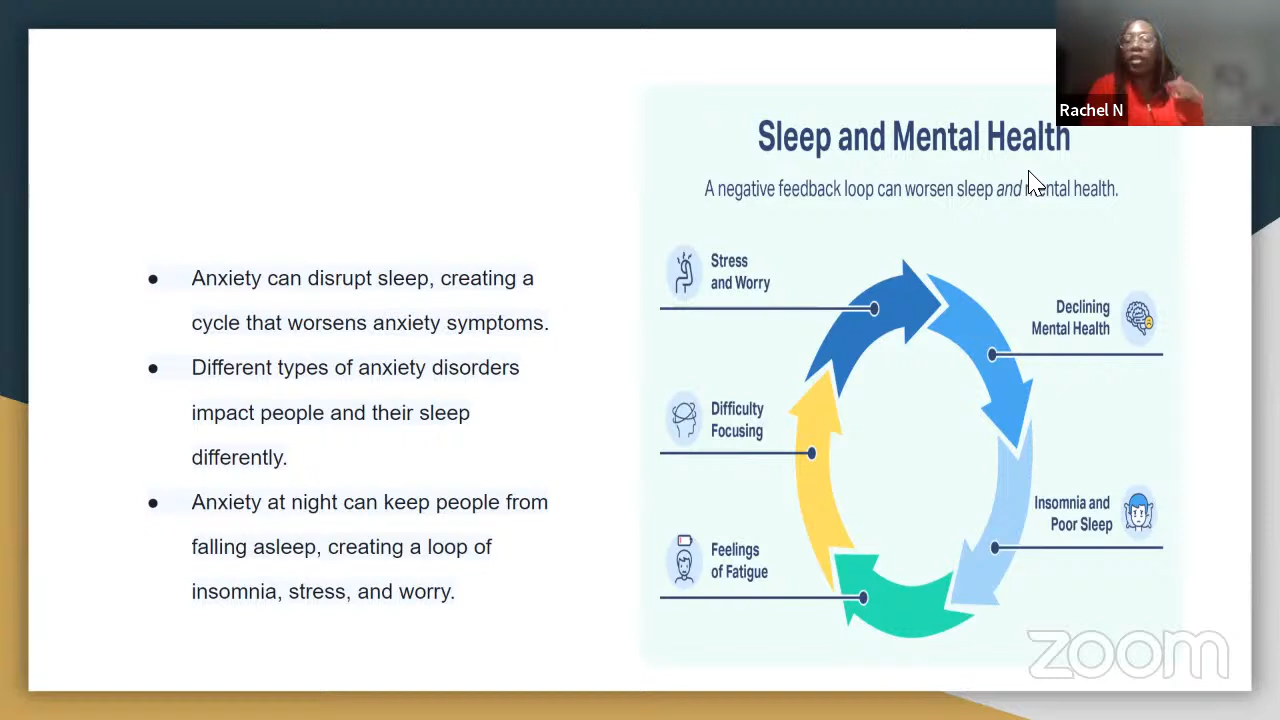 Rachel N
Sleep and Mental Health
A negative feedback loop can worsen sleep and mental health.
● Anxiety can disrupt sleep, creating a
cycle that worsens anxiety symptoms.
● Different types of anxiety disorders
impact people and their sleep
differently.
● Anxiety at night can keep people from
falling asleep, creating a loop of
insomnia, stress, and worry.
Stress
and Worry
Declining
Mental Health
Difficulty
Focusing
Insomnia and
Poor Sleep
Feelings
of Fatigue
zoom